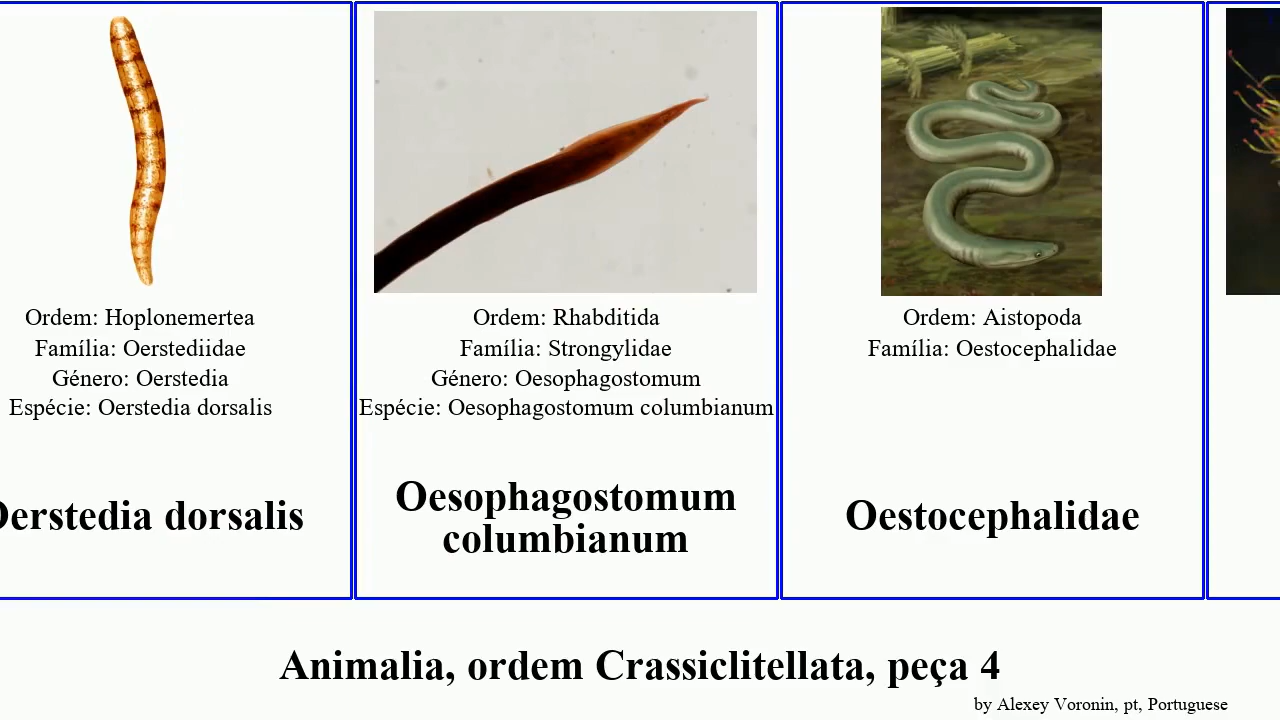 Ordem: Hoplonemertea
Família: Oerstediidae
Género: Oerstedia
Espécie: Oerstedia dorsalis
Oerstedia dorsalis
Ordem: Rhabditida
Família: Strongylidae
Género: Oesophagostomum
Espécie: Oesophagostomum columbianum
Oesophagostomum
columbianum
Ordem: Aistopoda
Família: Oestocephalidae
Oestocephalidae
Animalia, ordem Crassiclitellata, peça 4
by Alexey Voronin, pt, Portuguese